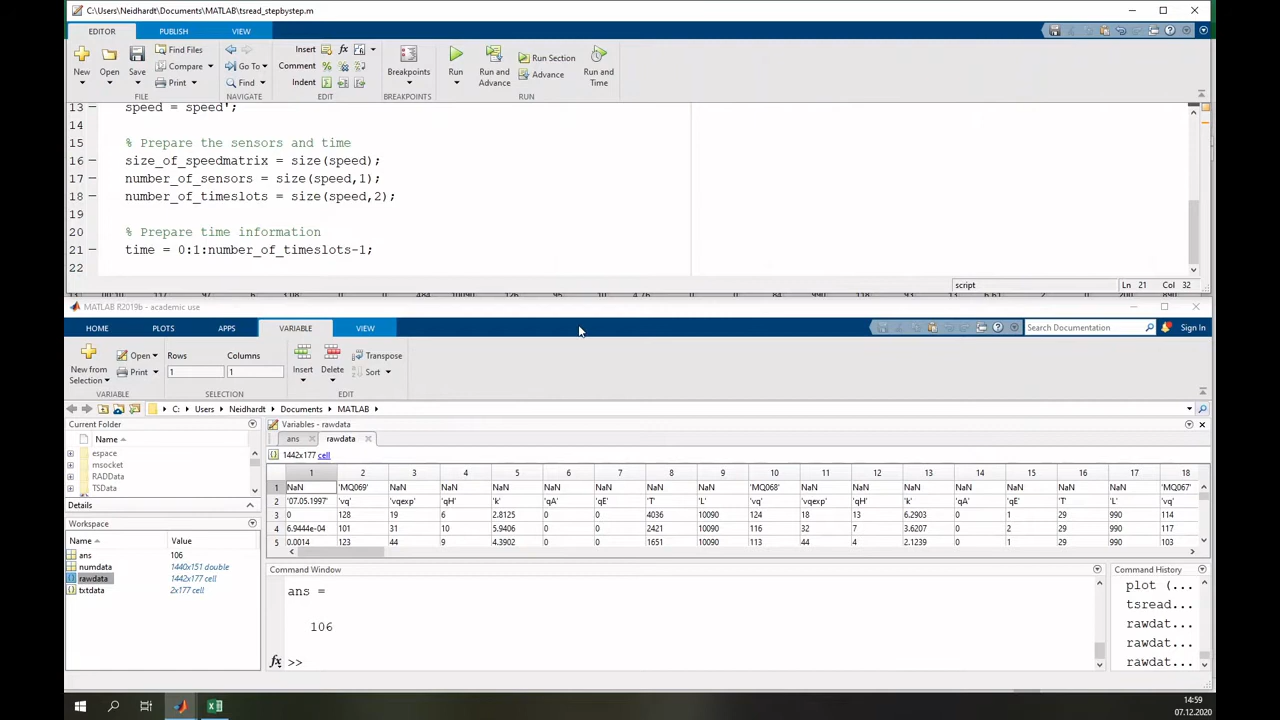 C:\Users\Neidhardt\Documents\MATLAB\tsread_stepbystep.m
EDITOR PUBLISH VIEW
New Open Save Find Files Compare Print Go To Find Insert Comment Indent fx Breakpoints Run Run and Advance Run Section Advance Run and Time
FILE NAVIGATE EDIT BREAKPOINTS RUN
13 speed = speed';
14
15 % Prepare the sensors and time
16 size_of_speedmatrix = size(speed);
17 number_of_sensors = size(speed,1);
18 number_of_timeslots = size(speed,2);
19
20 % Prepare time information
21 time = 0:1:number_of_timeslots-1;
22
script Ln 21 Col 32
MATLAB R2019b - academic use
HOME PLOTS APPS VARIABLE VIEW Search Documentation Sign In
New from Selection Open Print Rows Columns 1 1 Insert Delete Transpose Sort
VARIABLE SELECTION EDIT
C: Users Neidhardt Documents MATLAB
Current Folder
Name
espace
msocket
RADData
TSData
Details
Workspace
Name Value
ans 106
numdata 1440x151 double
rawdata 1442x177 cell
txtdata 2x177 cell
Variables - rawdata
ans rawdata
1442x177 cell
1 2 3 4 5 6 7 8 9 10 11 12 13 14 15 16 17 18
1 NaN 'MQ069' NaN NaN NaN NaN NaN NaN NaN 'MQ068' NaN NaN NaN NaN NaN NaN NaN 'MQ067'
2 '07.05.1997' 'vq' 'vqexp' 'qH' 'k' 'qA' 'qE' 'T' 'L' 'vq' 'vqexp' 'qH' 'k' 'qA' 'qE' 'T' 'L' 'vq'
3 0 128 19 6 2.8125 0 0 4036 10090 124 18 13 6.2903 0 1 29 990 114
4 6.9444e-04 101 31 10 5.9406 0 0 2421 10090 116 32 7 3.6207 0 2 29 990 117
5 0.0014 123 44 9 4.3902 0 0 1651 10090 113 44 4 2.1239 0 1 29 990 103
Command Window
ans =
106
fx >>
Command History
plot (...
tsread...
rawdat...
rawdat...
rawdat...
14:59
07.12.2020